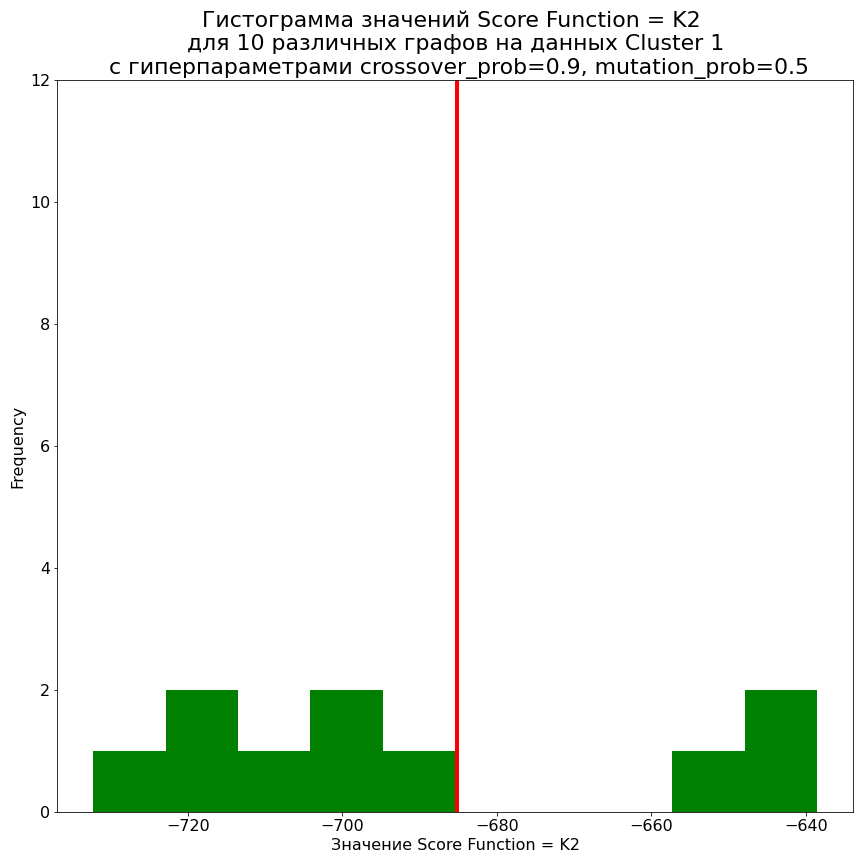 Гистограмма значений Score Function = K2
для 10 различных графов на данных Cluster 1
с гиперпараметрами crossover_prob=0.9, mutation_prob=0.5
12
10
8
6
4
2
0
Frequency
−720
−700
−680
−660
−640
Значение Score Function = K2